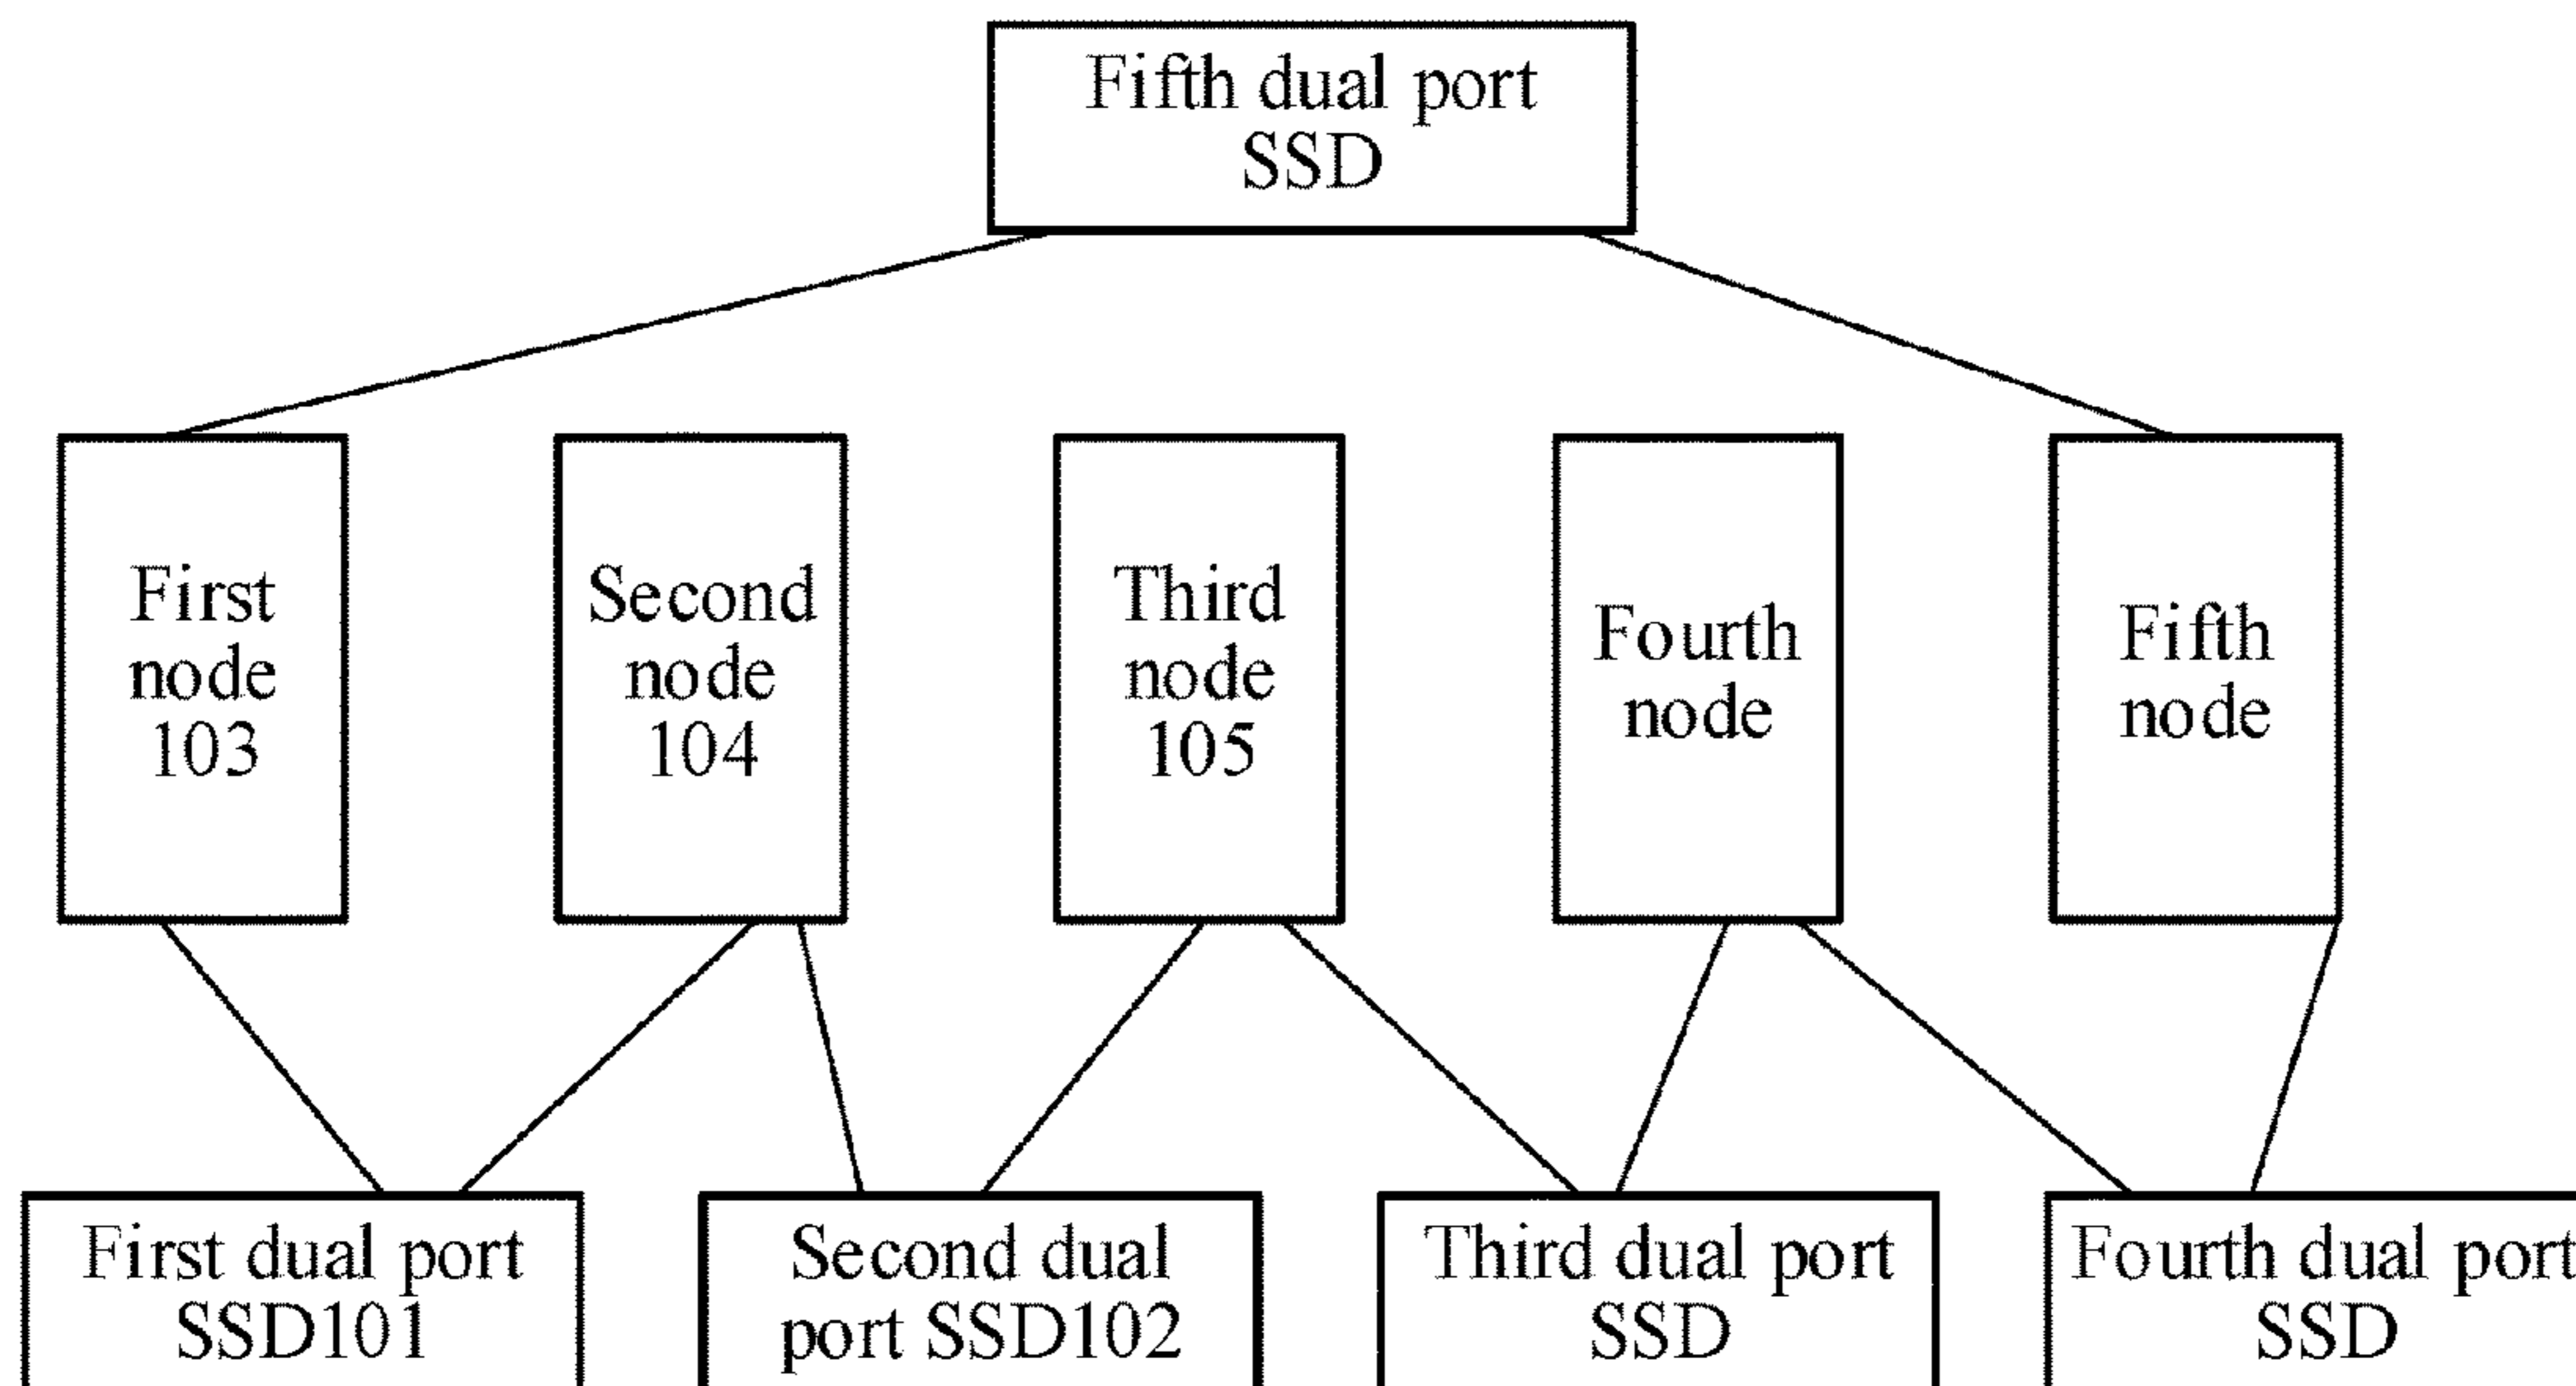 Fifth dual port
SSD
First
node
103
Second
node
104
Third
node
105
Fourth
node
Fifth
node
First dual port
SSD101
Second dual
port SSD102
Third dual port
SSD
Fourth dual port
SSD